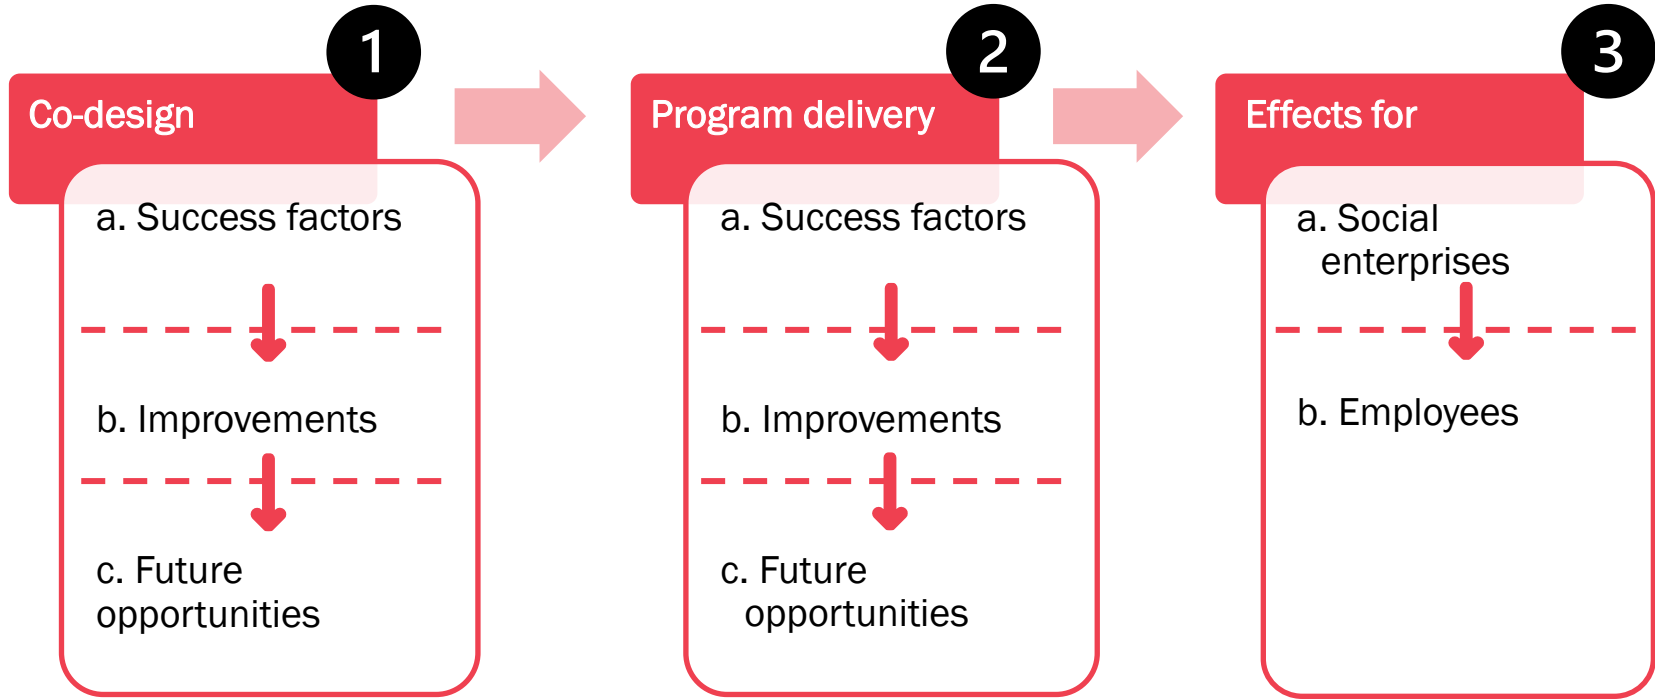 1
Co-design
a. Success factors
b. Improvements
c. Future
opportunities
2
Program delivery
a. Success factors
b. Improvements
c. Future
opportunities
3
Effects for
a. Social
enterprises
b. Employees